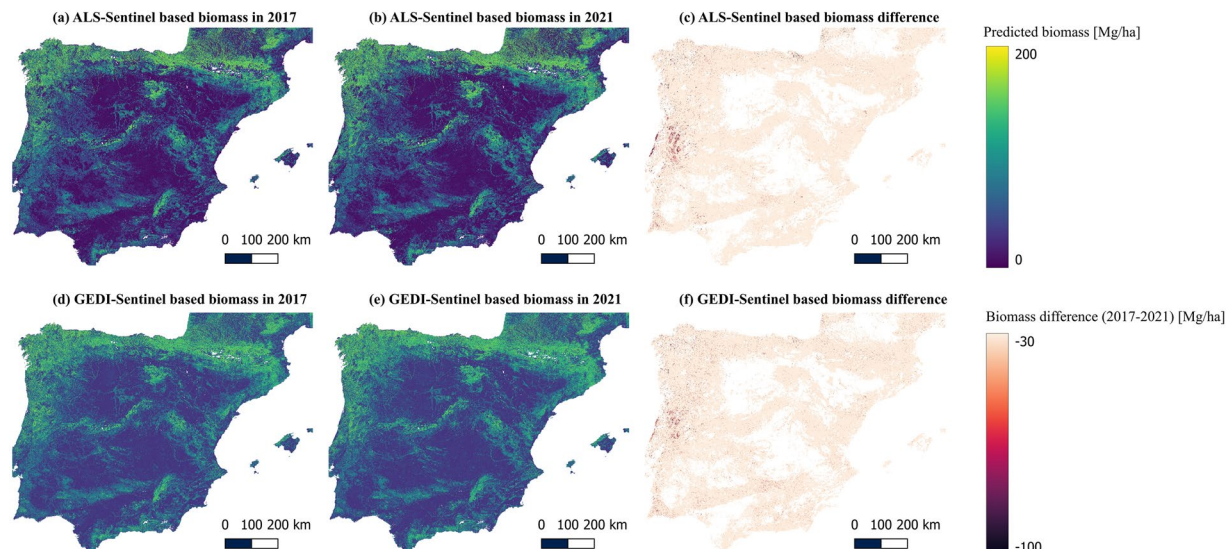 (a) ALS-Sentinel based biomass in 2017
(b) ALS-Sentinel based biomass in 2021
(c) ALS-Sentinel based biomass difference
Predicted biomass [Mg/ha]
200
0
0 100 200 km
0 100 200 km
0 100 200 km
(d) GEDI-Sentinel based biomass in 2017
(e) GEDI-Sentinel based biomass in 2021
(f) GEDI-Sentinel based biomass difference
Biomass difference (2017-2021) [Mg/ha]
-30
-100
0 100 200 km
0 100 200 km
0 100 200 km